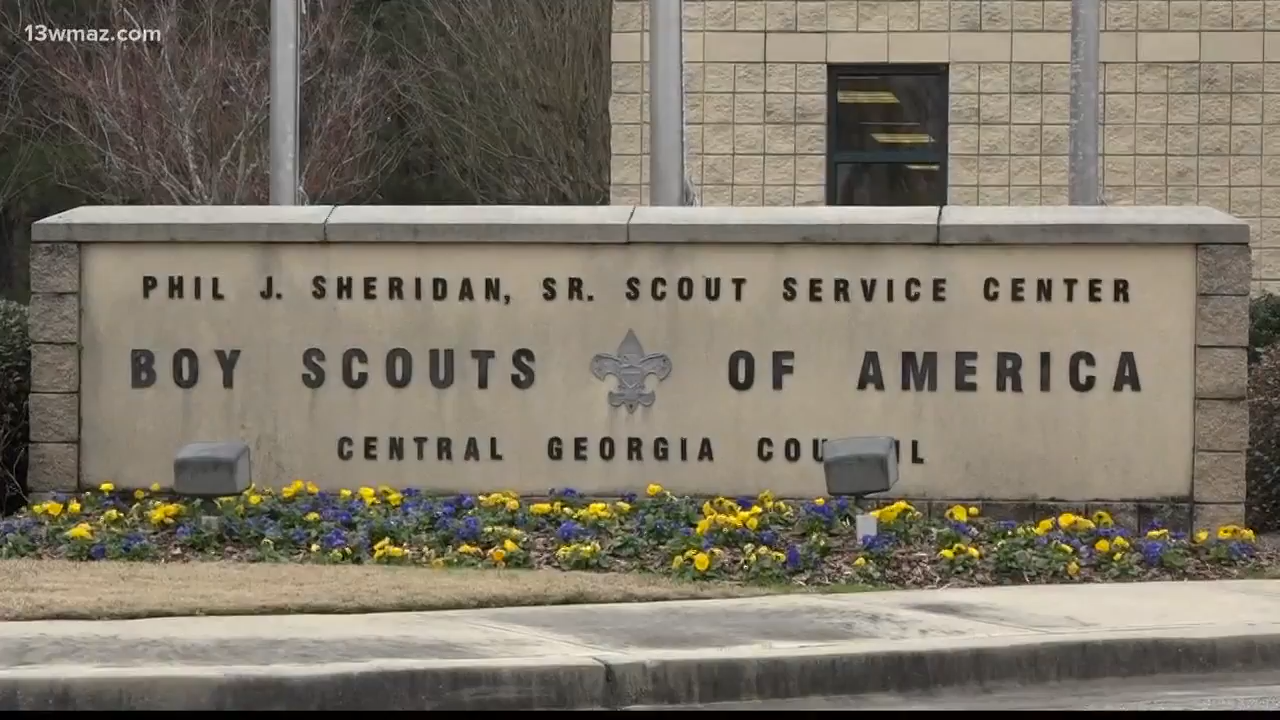 13wmaz.com
PHIL J. SHERIDAN, SR. SCOUT SERVICE CENTER
BOY SCOUTS OF AMERICA
CENTRAL GEORGIA